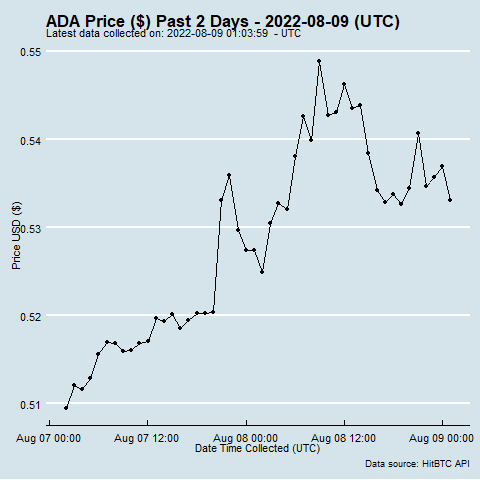 ADA Price ($) Past 2 Days - 2022-08-09 (UTC)
Latest data collected on: 2022-08-09 01:03:59  - UTC
0.55
0.54
0.53
0.52
0.51
Price USD ($)
Aug 07 00:00
Aug 07 12:00
Aug 08 00:00
Aug 08 12:00
Aug 09 00:00
Date Time Collected (UTC)
Data source: HitBTC API